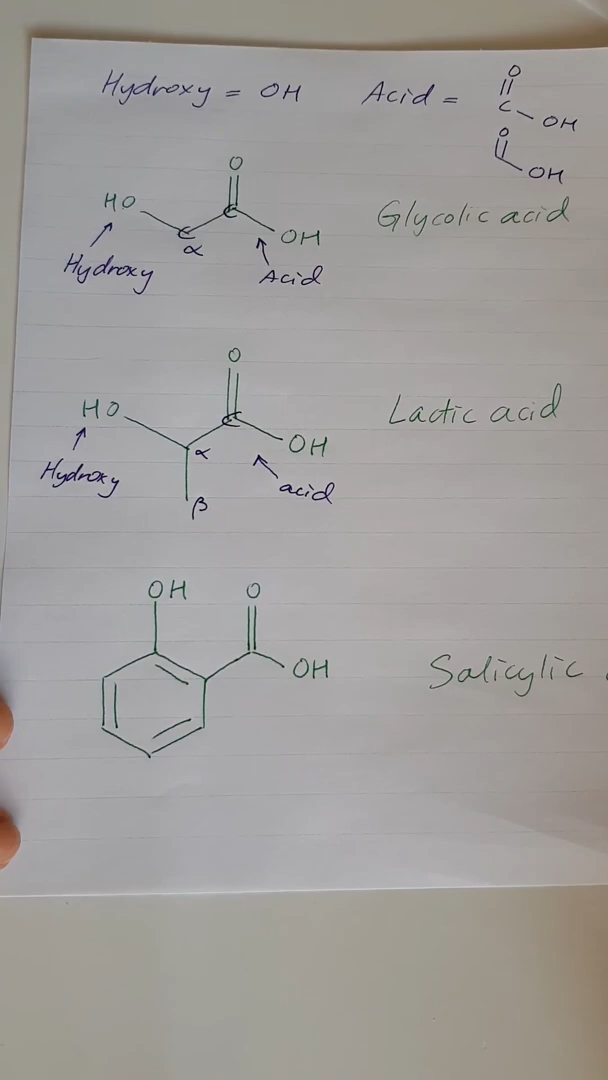 Hydroxy = OH Acid = O
C OH
O
OH
O
HO C Glycolic acid
C OH
α
Hydroxy Acid
O
HO C Lactic acid
α OH
Hydroxy acid
β
OH O
OH Salicylic